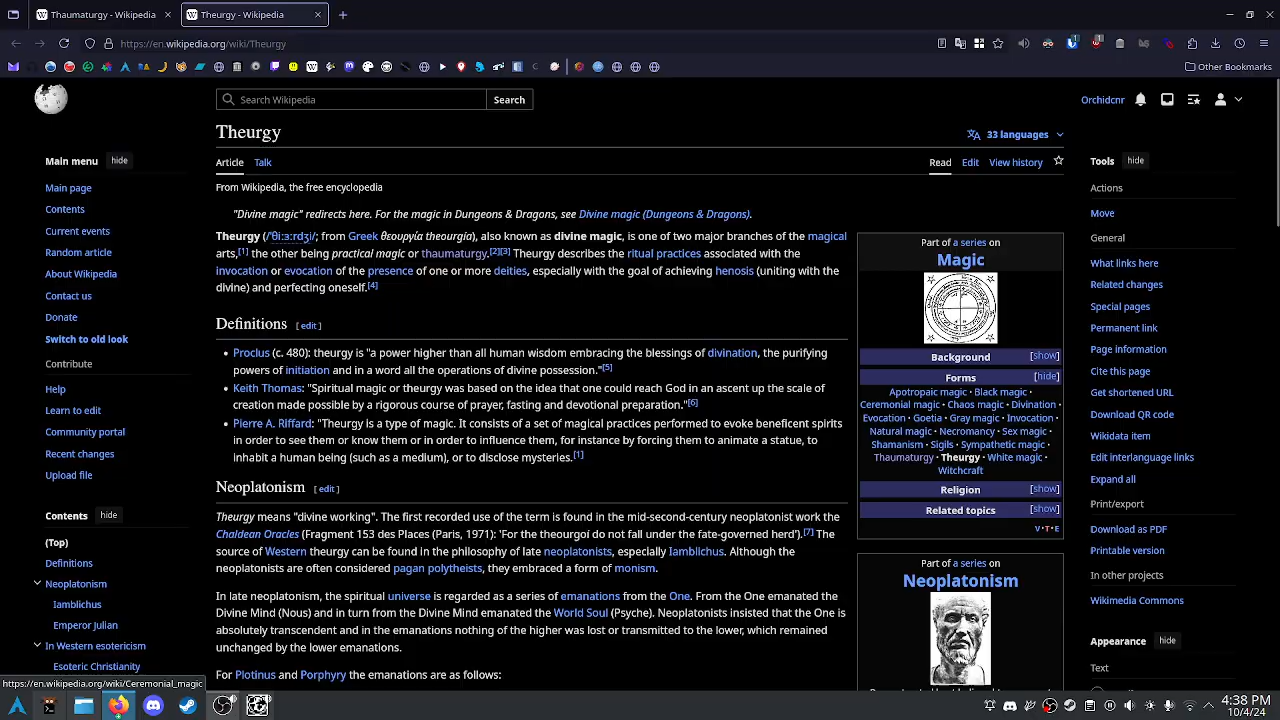 Thaumaturgy - Wikipedia
Theurgy - Wikipedia
https://en.wikipedia.org/wiki/Theurgy
Other Bookmarks
Search Wikipedia
Search
Orchidcnr
Main menu
hide
Main page
Contents
Current events
Random article
About Wikipedia
Contact us
Donate
Switch to old look
Contribute
Help
Learn to edit
Community portal
Recent changes
Upload file
Contents
hide
(Top)
Definitions
Neoplatonism
Iamblichus
Emperor Julian
In Western esotericism
Esoteric Christianity
https://en.wikipedia.org/wiki/Ceremonial_magic
Theurgy
33 languages
Article Talk
Read Edit View history
From Wikipedia, the free encyclopedia
"Divine magic" redirects here. For the magic in Dungeons & Dragons, see Divine magic (Dungeons & Dragons).
Theurgy (/ˈθiːɜːrdʒi/; from Greek θεουργία theourgía), also known as divine magic, is one of two major branches of the magical
arts,[1] the other being practical magic or thaumaturgy.[2][3] Theurgy describes the ritual practices associated with the
invocation or evocation of the presence of one or more deities, especially with the goal of achieving henosis (uniting with the
divine) and perfecting oneself.[4]
Definitions [ edit ]
• Proclus (c. 480): theurgy is "a power higher than all human wisdom embracing the blessings of divination, the purifying
powers of initiation and in a word all the operations of divine possession."[5]
• Keith Thomas: "Spiritual magic or theurgy was based on the idea that one could reach God in an ascent up the scale of
creation made possible by a rigorous course of prayer, fasting and devotional preparation."[6]
• Pierre A. Riffard: "Theurgy is a type of magic. It consists of a set of magical practices performed to evoke beneficent spirits
in order to see them or know them or in order to influence them, for instance by forcing them to animate a statue, to
inhabit a human being (such as a medium), or to disclose mysteries.[1]
Neoplatonism [ edit ]
Theurgy means "divine working". The first recorded use of the term is found in the mid-second-century neoplatonist work the
Chaldean Oracles (Fragment 153 des Places (Paris, 1971): 'For the theourgoí do not fall under the fate-governed herd').[7] The
source of Western theurgy can be found in the philosophy of late neoplatonists, especially Iamblichus. Although the
neoplatonists are often considered pagan polytheists, they embraced a form of monism.
In late neoplatonism, the spiritual universe is regarded as a series of emanations from the One. From the One emanated the
Divine Mind (Nous) and in turn from the Divine Mind emanated the World Soul (Psyche). Neoplatonists insisted that the One is
absolutely transcendent and in the emanations nothing of the higher was lost or transmitted to the lower, which remained
unchanged by the lower emanations.
For Plotinus and Porphyry the emanations are as follows:
Part of a series on
Magic
Background [show]
Forms [hide]
Apotropaic magic · Black magic ·
Ceremonial magic · Chaos magic · Divination ·
Evocation · Goetia · Gray magic · Invocation ·
Natural magic · Necromancy · Sex magic ·
Shamanism · Sigils · Sympathetic magic ·
Thaumaturgy · Theurgy · White magic ·
Witchcraft
Religion [show]
Related topics [show]
V·T·E
Part of a series on
Neoplatonism
Tools
hide
Actions
Move
General
What links here
Related changes
Special pages
Permanent link
Page information
Cite this page
Get shortened URL
Download QR code
Wikidata item
Edit interlanguage links
Expand all
Print/export
Download as PDF
Printable version
In other projects
Wikimedia Commons
Appearance
hide
Text
4:38 PM
10/4/24